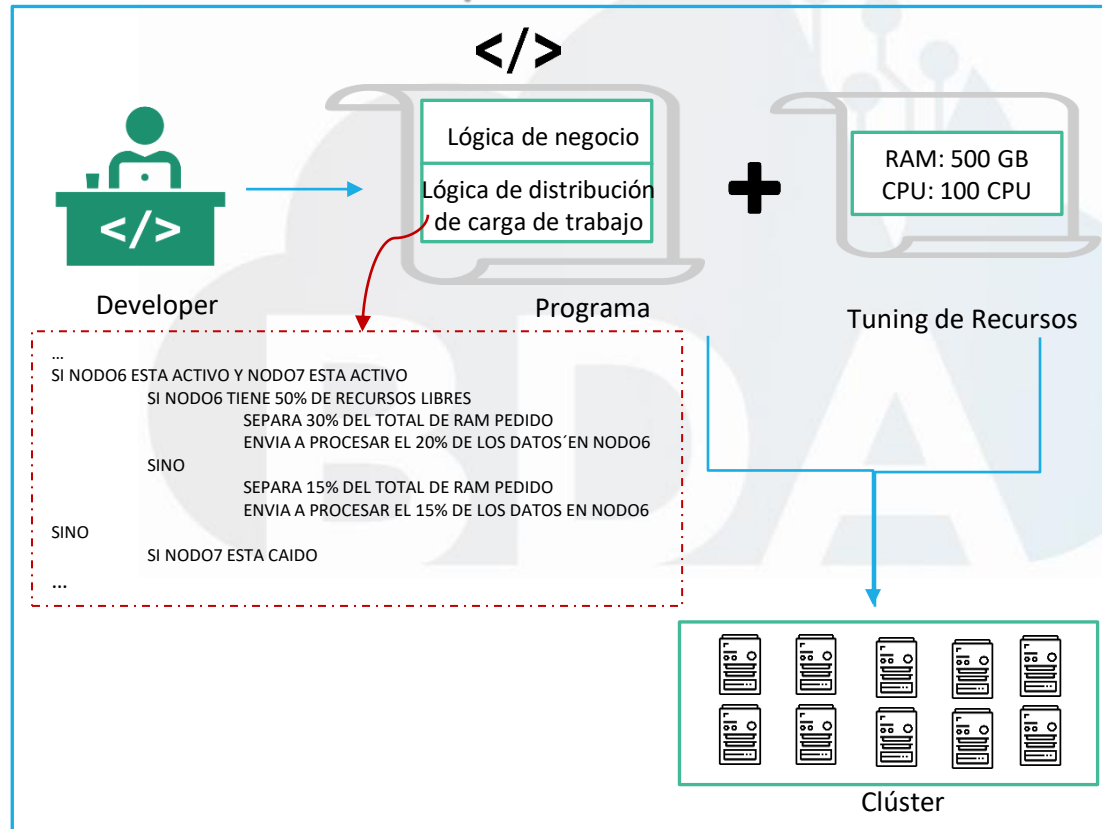 </>
Lógica de negocio
Lógica de distribución
de carga de trabajo
RAM: 500 GB
CPU: 100 CPU
</>
Developer
Programa
Tuning de Recursos
...
SI NODO6 ESTA ACTIVO Y NODO7 ESTA ACTIVO
SI NODO6 TIENE 50% DE RECURSOS LIBRES
SEPARA 30% DEL TOTAL DE RAM PEDIDO
ENVIA A PROCESAR EL 20% DE LOS DATOS´EN NODO6
SINO
SEPARA 15% DEL TOTAL DE RAM PEDIDO
ENVIA A PROCESAR EL 15% DE LOS DATOS EN NODO6
SINO
SI NODO7 ESTA CAIDO
...
BDA
Clúster